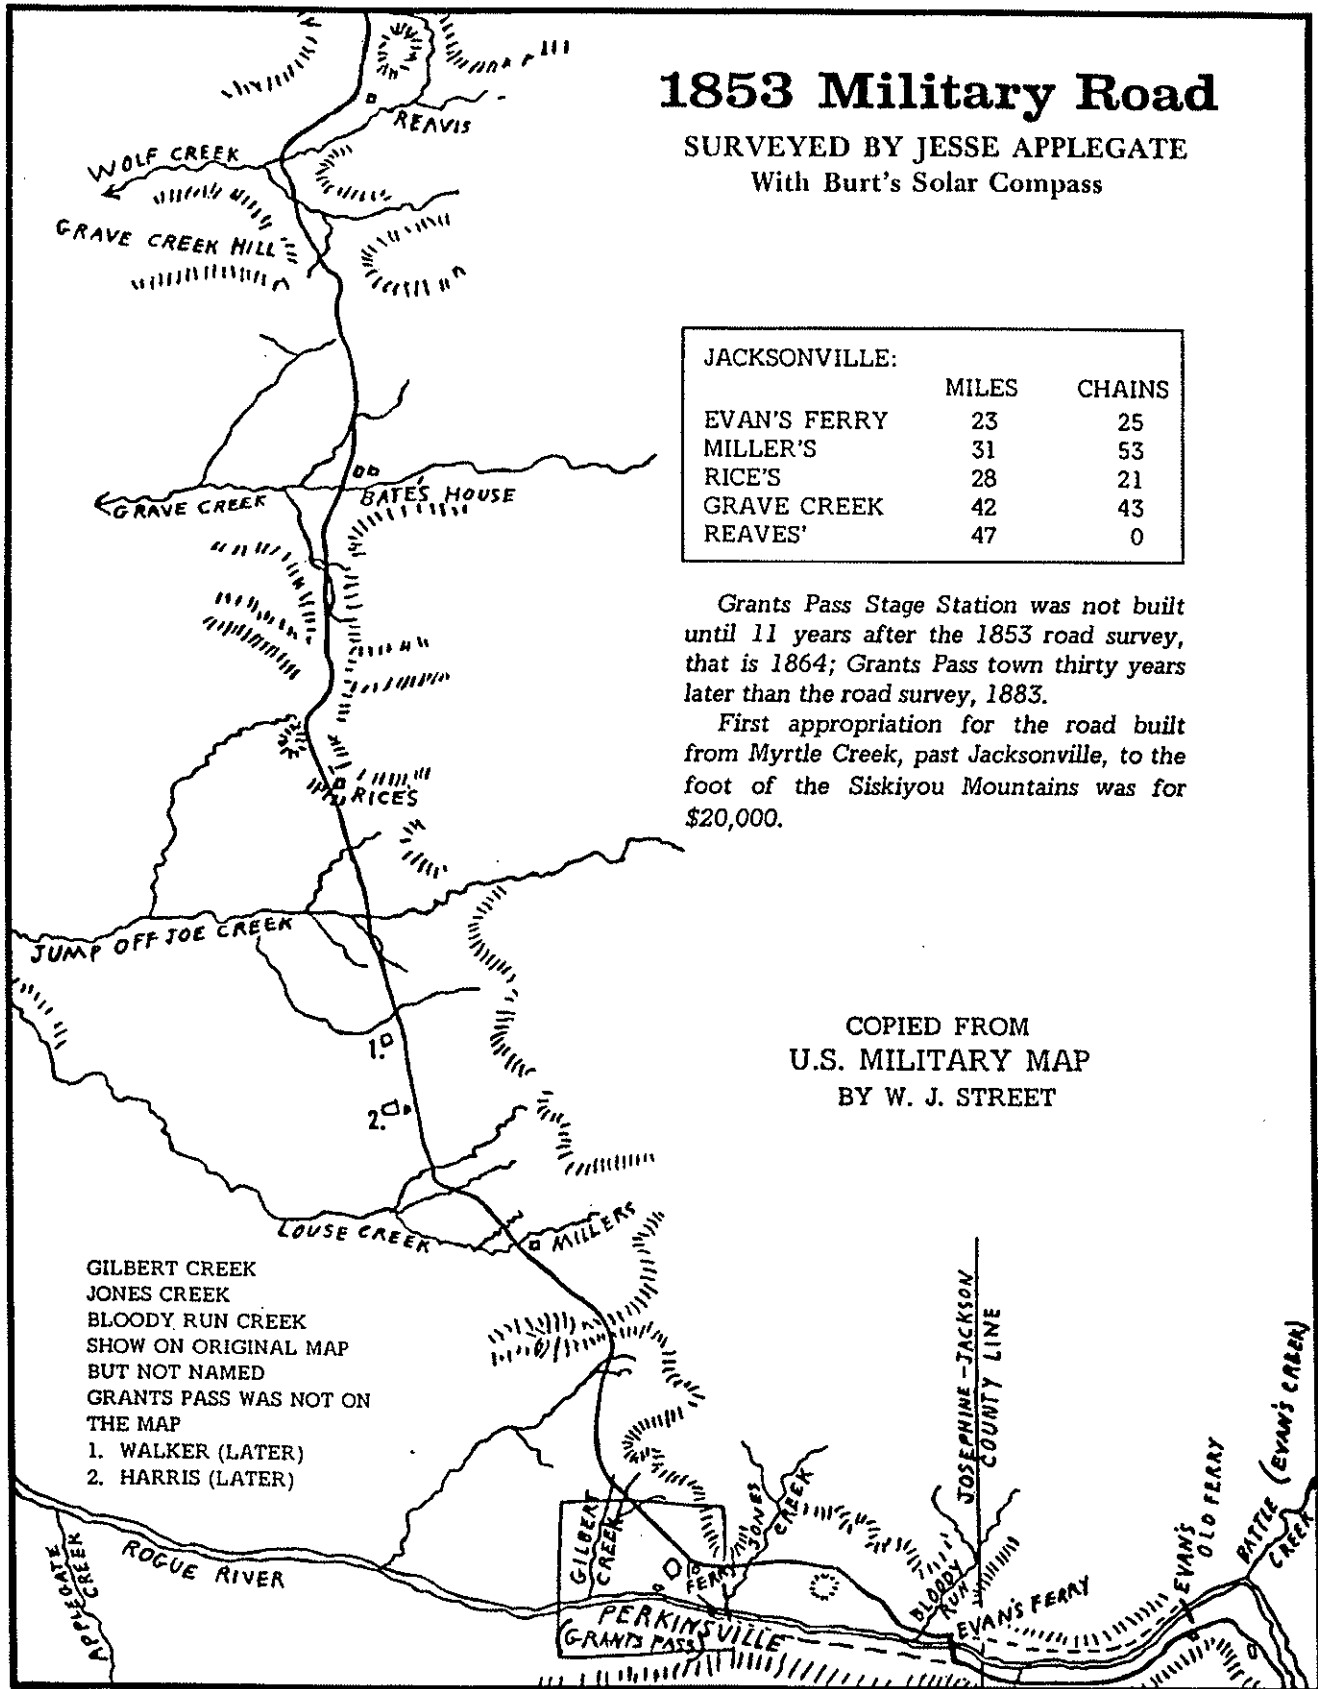 1853 Military Road
SURVEYED BY JESSE APPLEGATE
With Burt's Solar Compass
REAVIS
WOLF CREEK
GRAVE CREEK HILL
JACKSONVILLE:
MILES CHAINS
EVAN'S FERRY 23 25
MILLER'S 31 53
RICE'S 28 21
GRAVE CREEK 42 43
REAVES' 47 0
GRAVE CREEK
BATE'S HOUSE
Grants Pass Stage Station was not built
until 11 years after the 1853 road survey,
that is 1864; Grants Pass town thirty years
later than the road survey, 1883.
First appropriation for the road built
from Myrtle Creek, past Jacksonville, to the
foot of the Siskiyou Mountains was for
$20,000.
RICES
JUMP OFF JOE CREEK
COPIED FROM
U.S. MILITARY MAP
BY W. J. STREET
1.
2.
LOUSE CREEK
MILLERS
GILBERT CREEK
JONES CREEK
BLOODY RUN CREEK
SHOW ON ORIGINAL MAP
BUT NOT NAMED
GRANTS PASS WAS NOT ON
THE MAP
1. WALKER (LATER)
2. HARRIS (LATER)
JOSEPHINE-JACKSON
COUNTY LINE
APPLEGATE
CREEK
ROGUE RIVER
GILBERT
CREEK
FERRY
JONES
CREEK
PERKINSVILLE
(GRANTS PASS)
BLOODY
RUN
EVAN'S FERRY
EVAN'S
OLD FERRY
BATTLE (EVAN'S CREEK)
CREEK